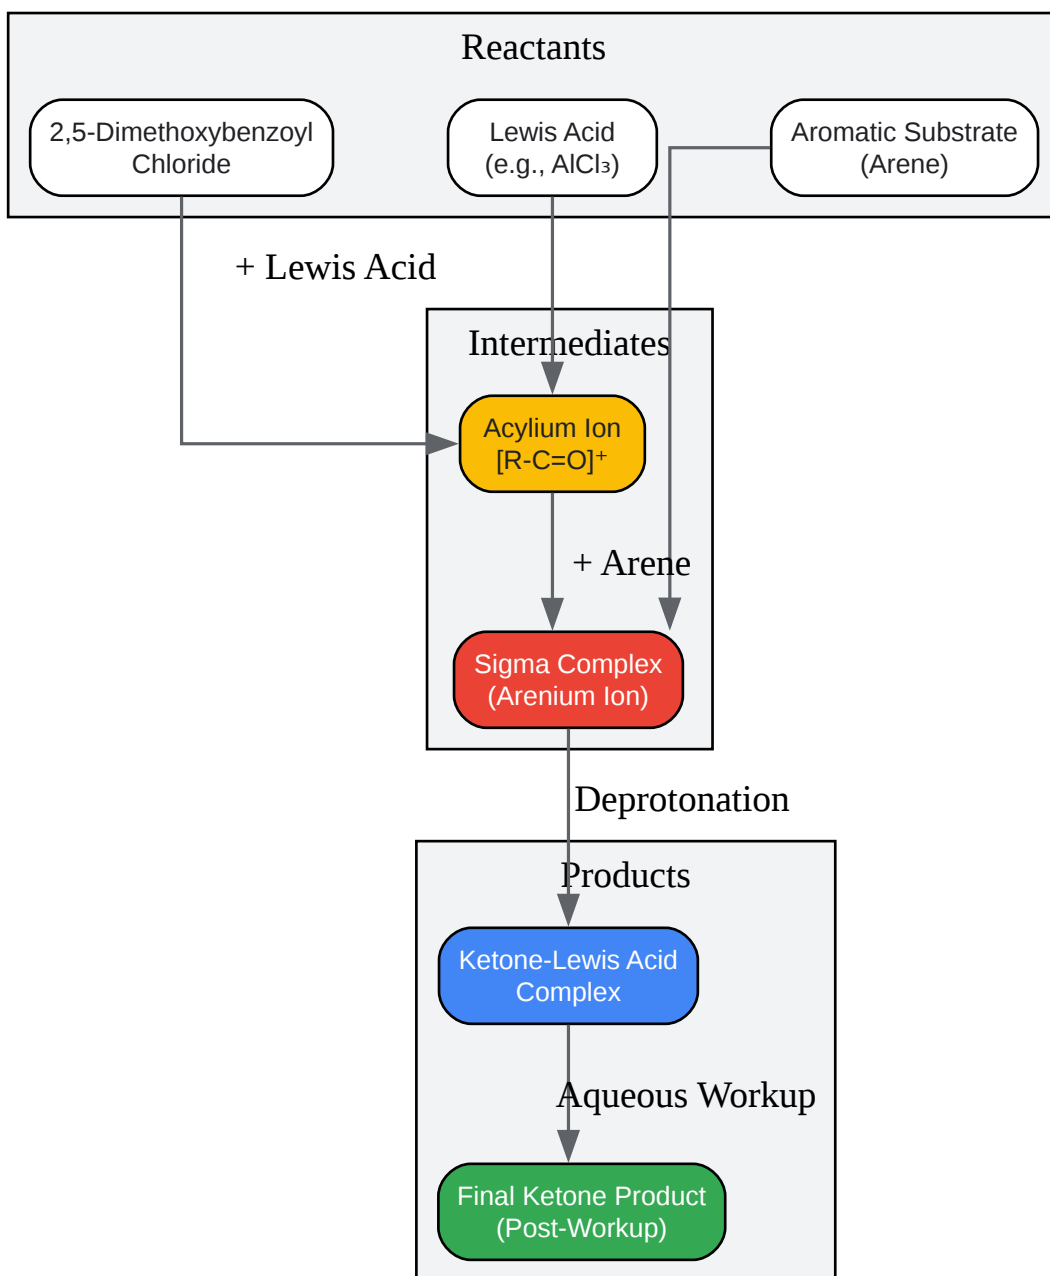 Reactants
2,5-Dimethoxybenzoyl
Chloride
Lewis Acid
(e.g., AlCl₃)
Aromatic Substrate
(Arene)
+ Lewis Acid
Intermediates
Acylium Ion
[R-C=O]⁺
+ Arene
Sigma Complex
(Arenium Ion)
Deprotonation
Products
Ketone-Lewis Acid
Complex
Aqueous Workup
Final Ketone Product
(Post-Workup)